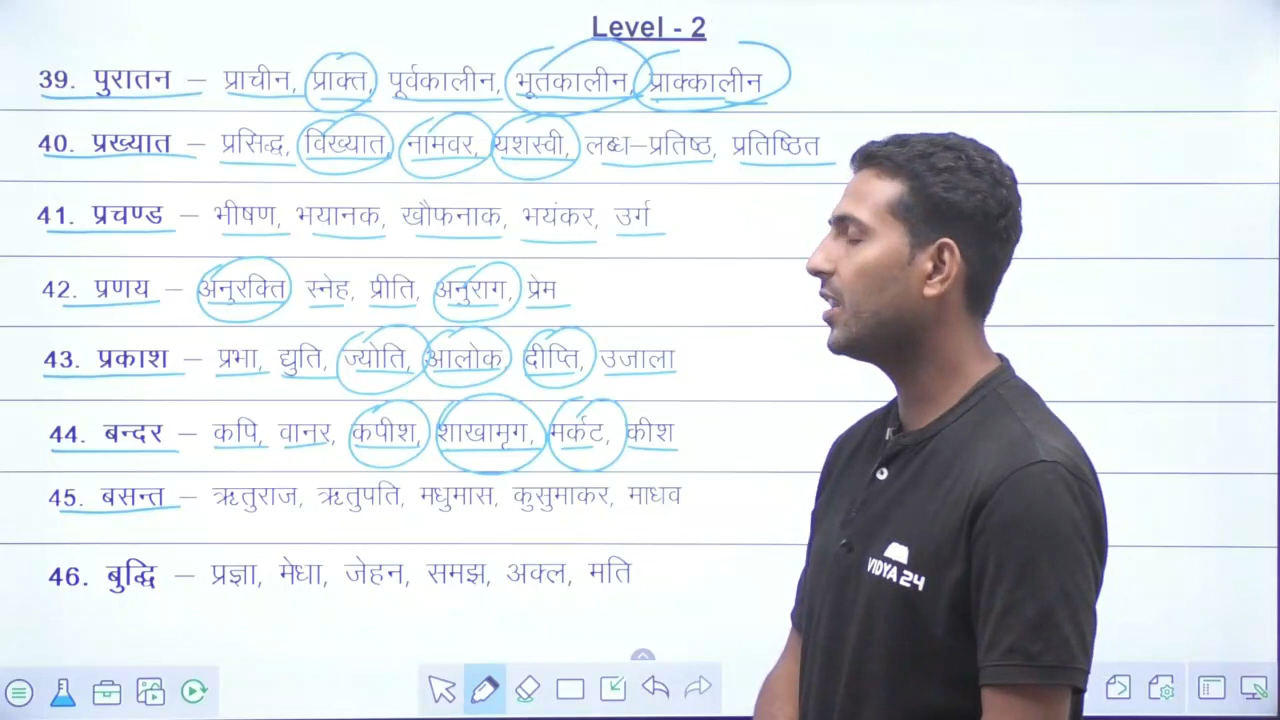 Level - 2
39. पुरातन – प्राचीन, प्राक्त, पूर्वकालीन, भूतकालीन, प्राक्कालीन
40. प्रख्यात – प्रसिद्ध, विख्यात, नामवर, यशस्वी, लब्ध–प्रतिष्ठ, प्रतिष्ठित
41. प्रचण्ड – भीषण, भयानक, खौफनाक, भयंकर, उर्ग
42. प्रणय – अनुरक्ति स्नेह, प्रीति, अनुराग, प्रेम
43. प्रकाश – प्रभा, द्युति, ज्योति, आलोक, दीप्ति, उजाला
44. बन्दर – कपि, वानर, कपीश, शाखामृग, मर्कट, कीश
45. बसन्त – ऋतुराज, ऋतुपति, मधुमास, कुसुमाकर, माधव
46. बुद्धि – प्रज्ञा, मेधा, जेहन, समझ, अक्ल, मति
VIDYA 24